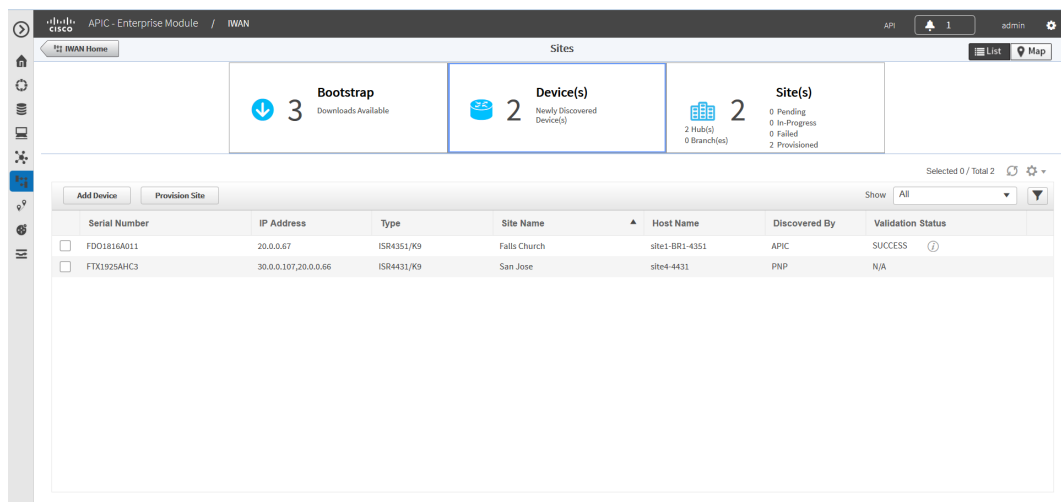 cisco APIC - Enterprise Module / IWAN API 1 admin
IWAN Home Sites List Map
3 Bootstrap
Downloads Available
2 Device(s)
Newly Discovered
Device(s)
2 Site(s)
2 Hub(s)
0 Branch(es)
0 Pending
0 In-Progress
0 Failed
2 Provisioned
Selected 0 / Total 2
Add Device Provision Site Show All
Serial Number IP Address Type Site Name Host Name Discovered By Validation Status
FDO1816A011 20.0.0.67 ISR4351/K9 Falls Church site1-BR1-4351 APIC SUCCESS i
FTX1925AHC3 30.0.0.107,20.0.0.66 ISR4431/K9 San Jose site4-4431 PNP N/A